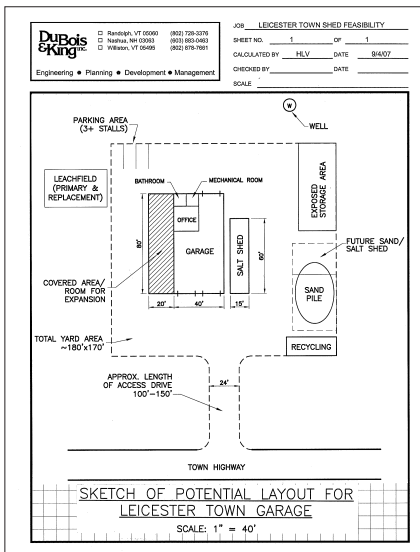 DuBois
&King inc.
Randolph, VT 05060 (802) 728-3376
Nashua, NH 03063 (603) 883-0463
Williston, VT 05495 (802) 878-7661
Engineering • Planning • Development • Management
JOB LEICESTER TOWN SHED FEASIBILITY
SHEET NO. 1 OF 1
CALCULATED BY HLV DATE 9/4/07
CHECKED BY DATE
SCALE
W
WELL
PARKING AREA
(3+ STALLS)
LEACHFIELD
(PRIMARY &
REPLACEMENT)
BATHROOM
MECHANICAL ROOM
OFFICE
GARAGE
80'
SALT SHED
60'
EXPOSED
STORAGE AREA
FUTURE SAND/
SALT SHED
SAND
PILE
COVERED AREA/
ROOM FOR
EXPANSION
20'
40'
15'
RECYCLING
TOTAL YARD AREA
~180'x170'
APPROX. LENGTH
OF ACCESS DRIVE
100'-150'
24'
TOWN HIGHWAY
SKETCH OF POTENTIAL LAYOUT FOR
LEICESTER TOWN GARAGE
SCALE: 1" = 40'